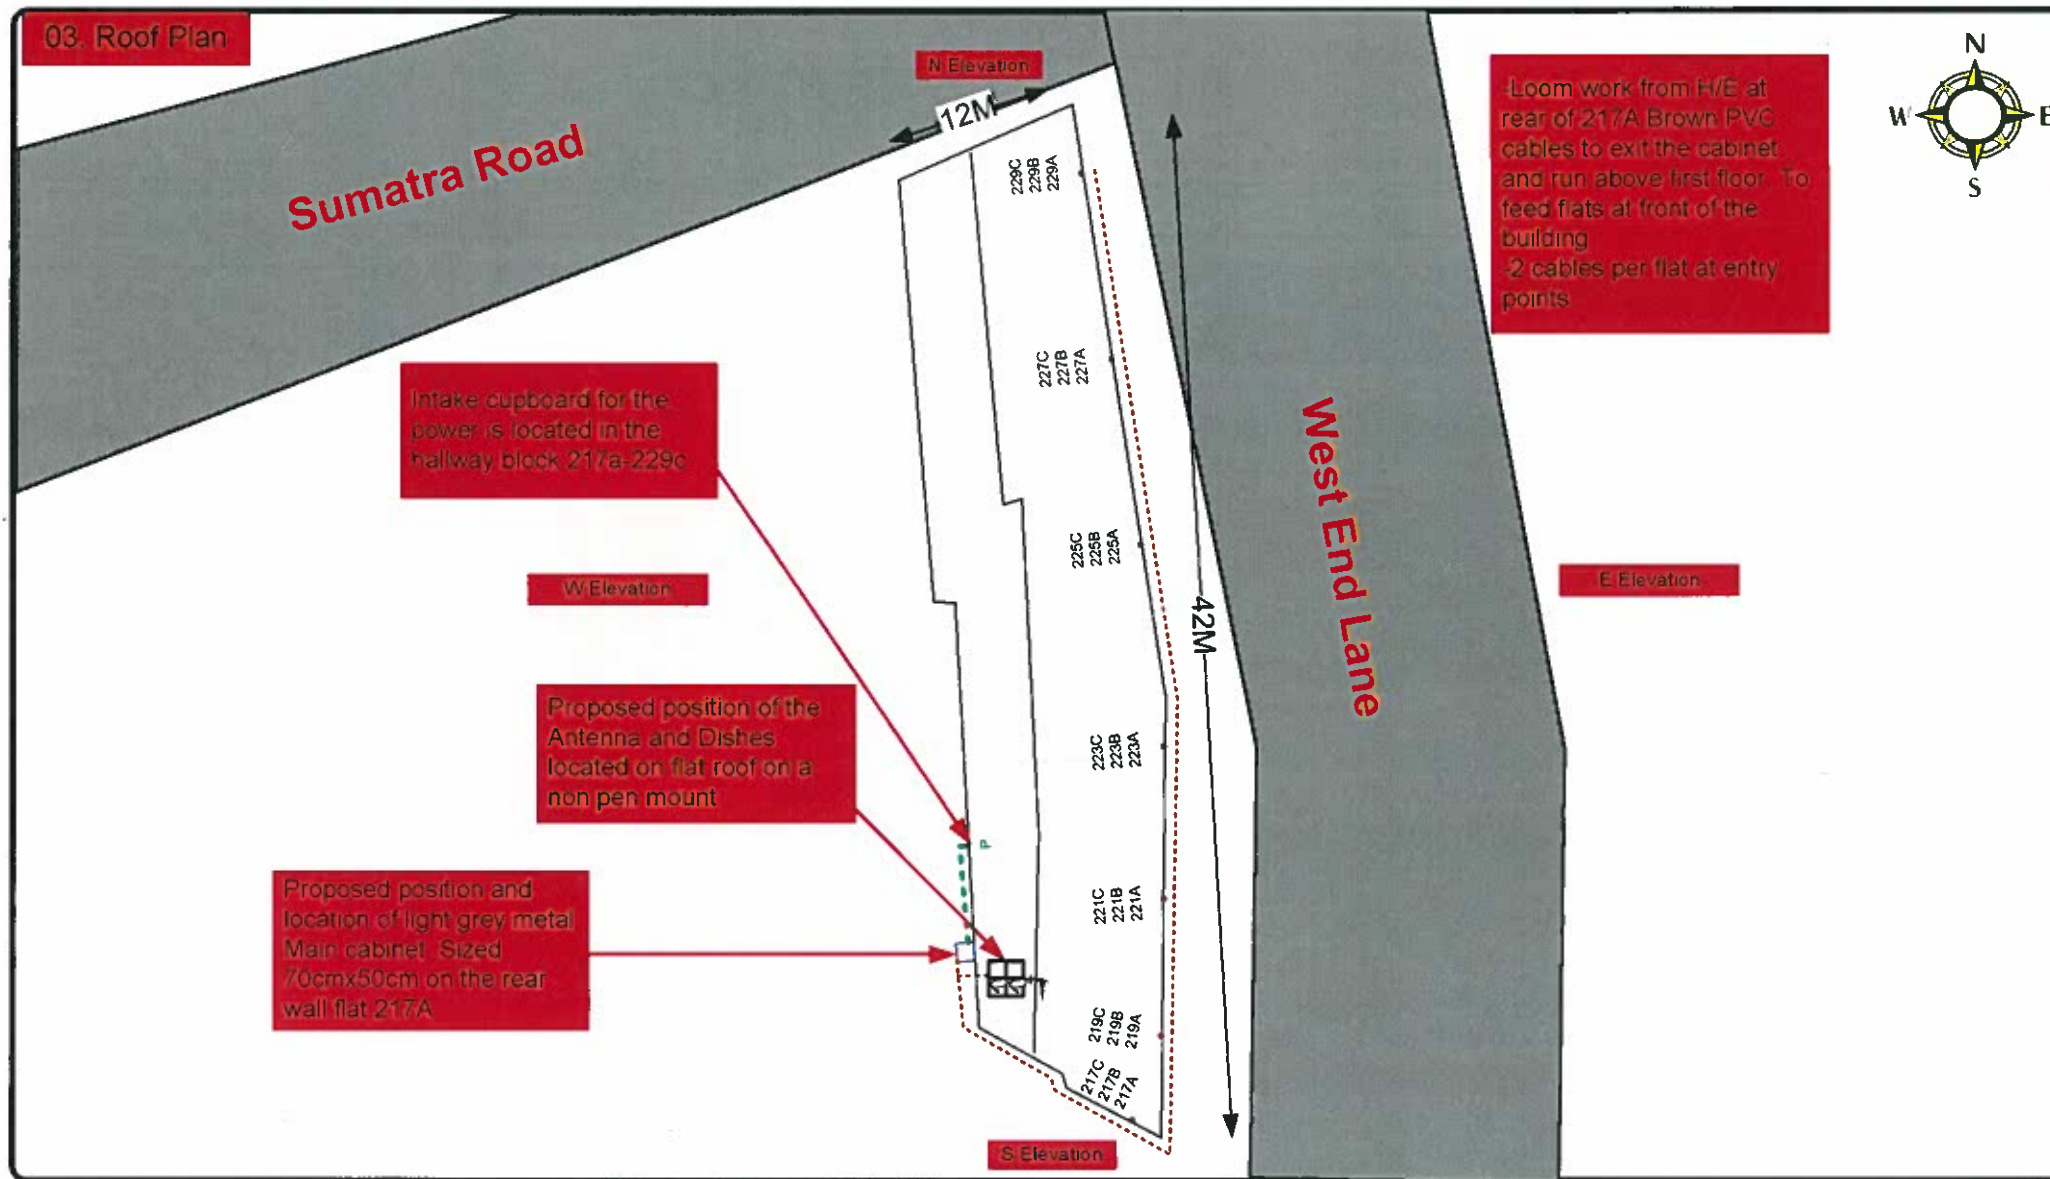 03. Roof Plan
N Elevation
12M
Sumatra Road
N
W
E
S
-Loom work from H/E at
rear of 217A Brown PVC
cables to exit the cabinet
and run above first floor. To
feed flats at front of the
building
-2 cables per flat at entry
points
229C
229B
229A
227C
227B
227A
Intake cupboard for the
power is located in the
hallway block 217a-229c
West End Lane
225C
225B
225A
W Elevation
E Elevation
42M
Proposed position of the
Antenna and Dishes
located on flat roof on a
non pen mount
223C
223B
223A
P
Proposed position and
location of light grey metal
Main cabinet Sized
70cmx50cm on the rear
wall flat 217A
221C
221B
221A
219C
219B
219A
217C
217B
217A
S Elevation